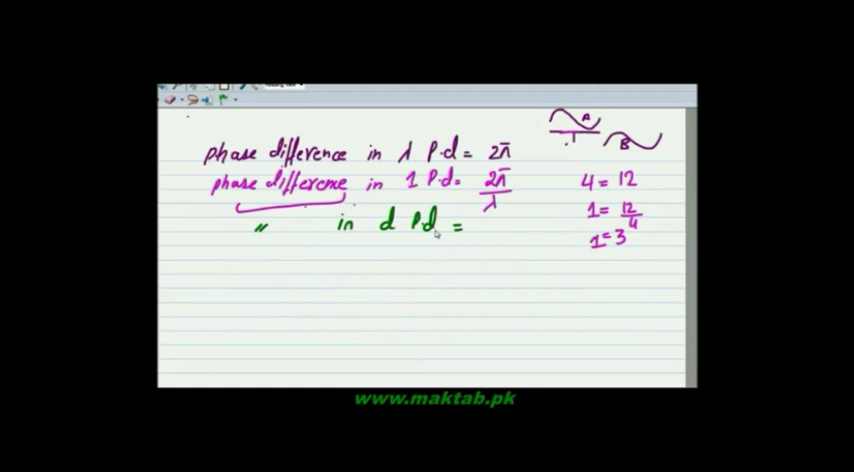 A
B
phase difference in λ P.d = 2π
4 = 12
phase difference in 1 P.d = 2π/λ
1 = 12/4
〃 in d P.d =
1 = 3
www.maktab.pk